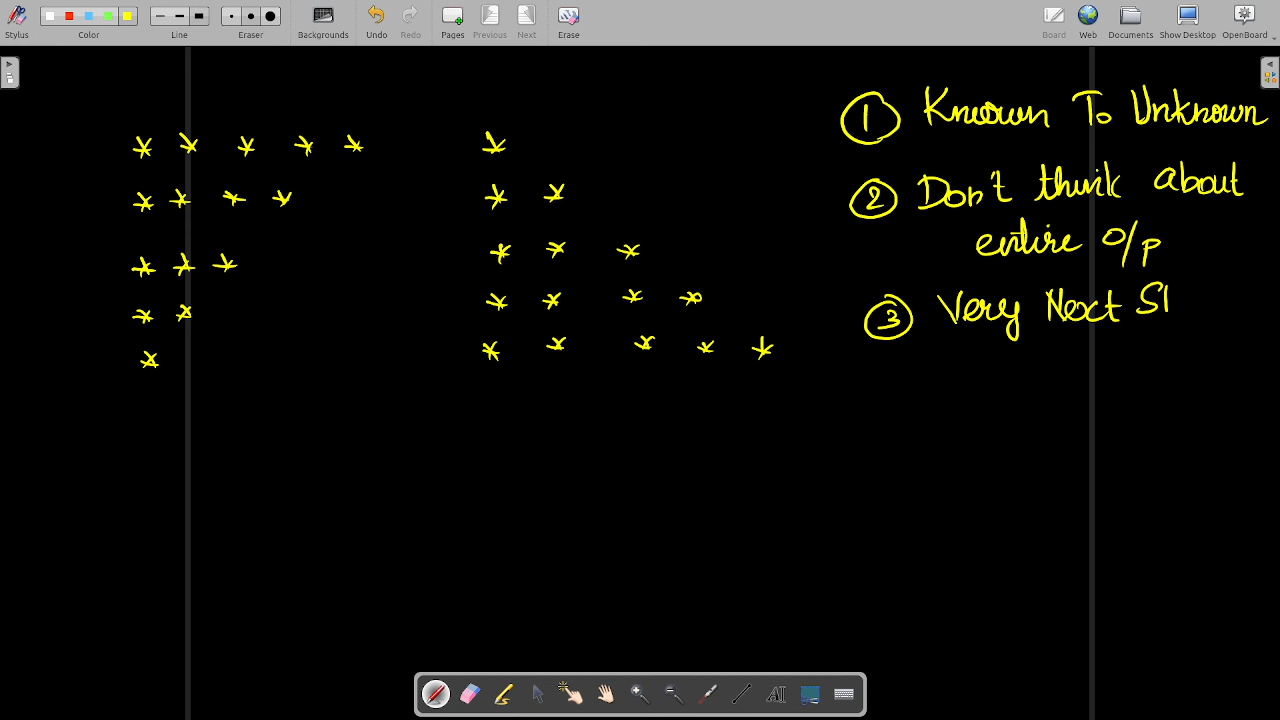 Stylus
Color
Line
Eraser
Backgrounds
Undo
Redo
Pages
Previous
Next
Erase
Board
Web
Documents
Show Desktop
OpenBoard
* * * * *
* * * *
* * *
* *
*
*
* *
* * *
* * * *
* * * * *
① Known To Unknown
② Don't think about
entire O/p
③ Very Next St
AI